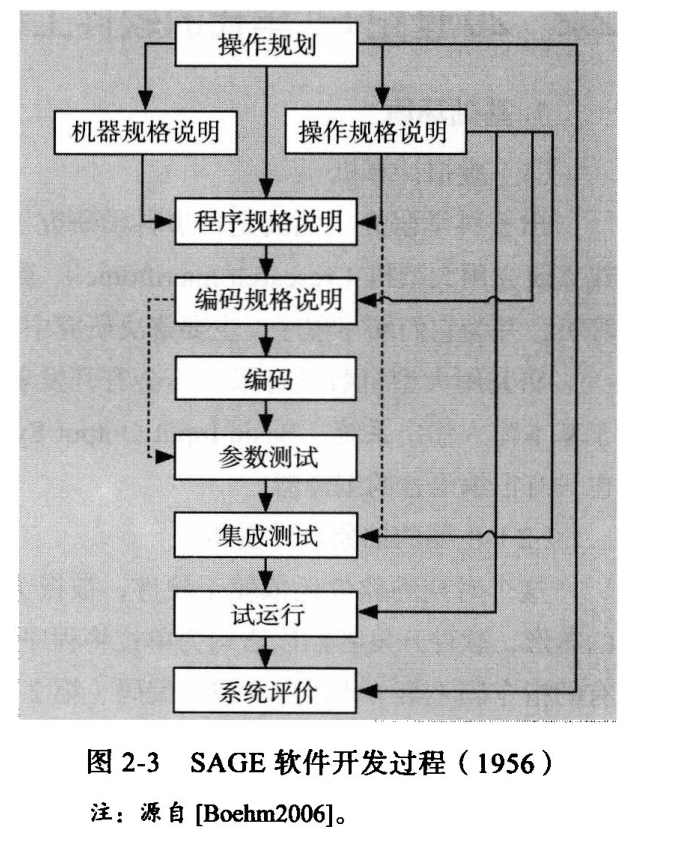 操作规划
机器规格说明
操作规格说明
程序规格说明
编码规格说明
编码
参数测试
集成测试
试运行
系统评价
图 2-3 SAGE 软件开发过程（1956）
注：源自 [Boehm2006]。